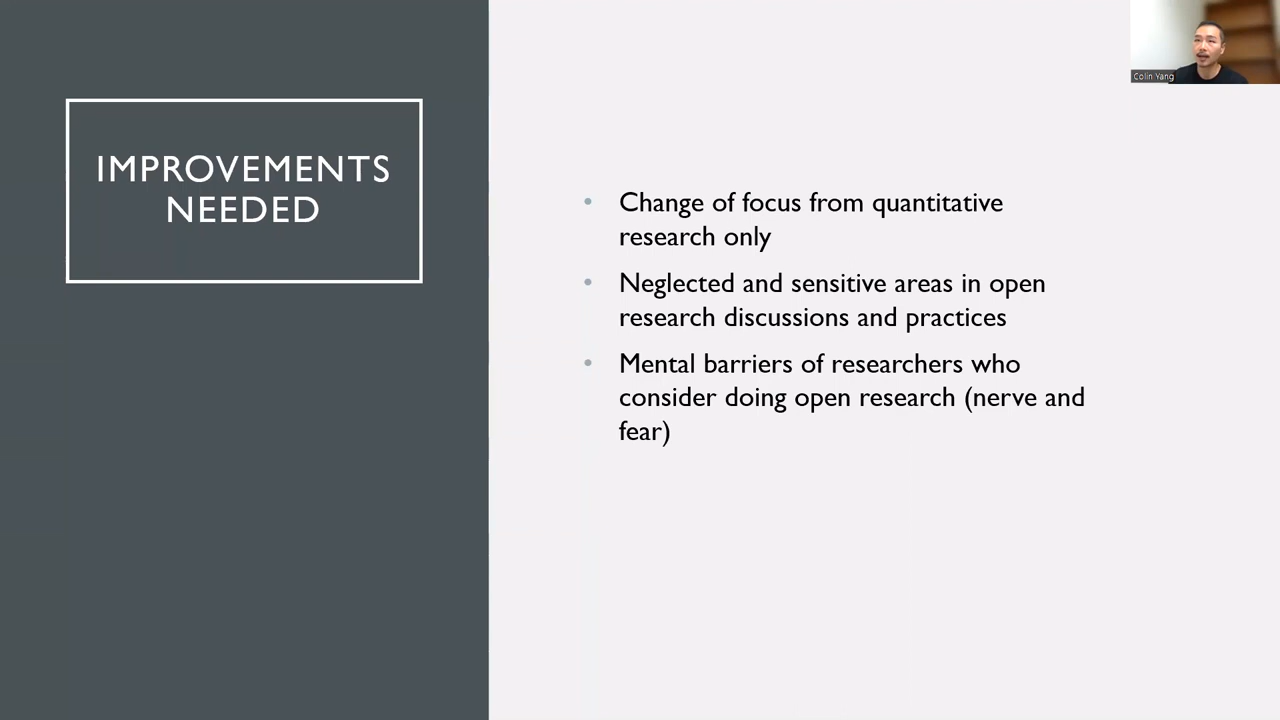 IMPROVEMENTS
NEEDED
• Change of focus from quantitative
research only
• Neglected and sensitive areas in open
research discussions and practices
• Mental barriers of researchers who
consider doing open research (nerve and
fear)
Colin Yang